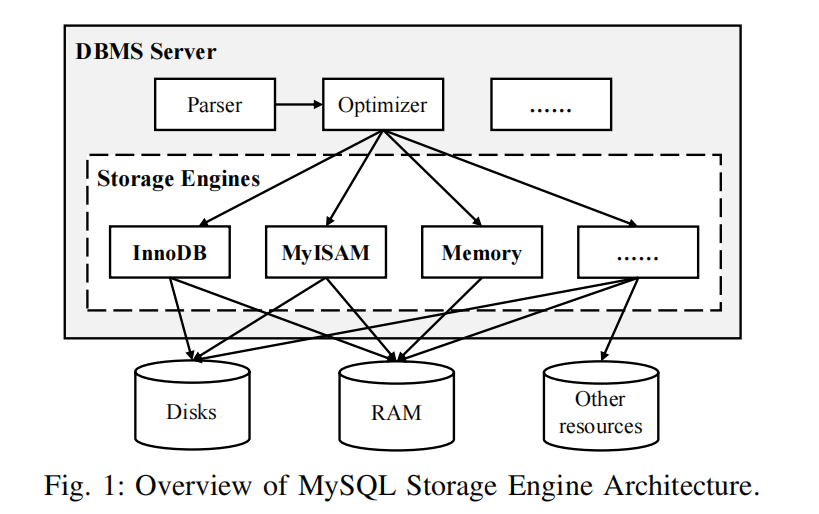 DBMS Server
Parser
Optimizer
......
Storage Engines
InnoDB
MyISAM
Memory
......
Disks
RAM
Other
resources
Fig. 1: Overview of MySQL Storage Engine Architecture.